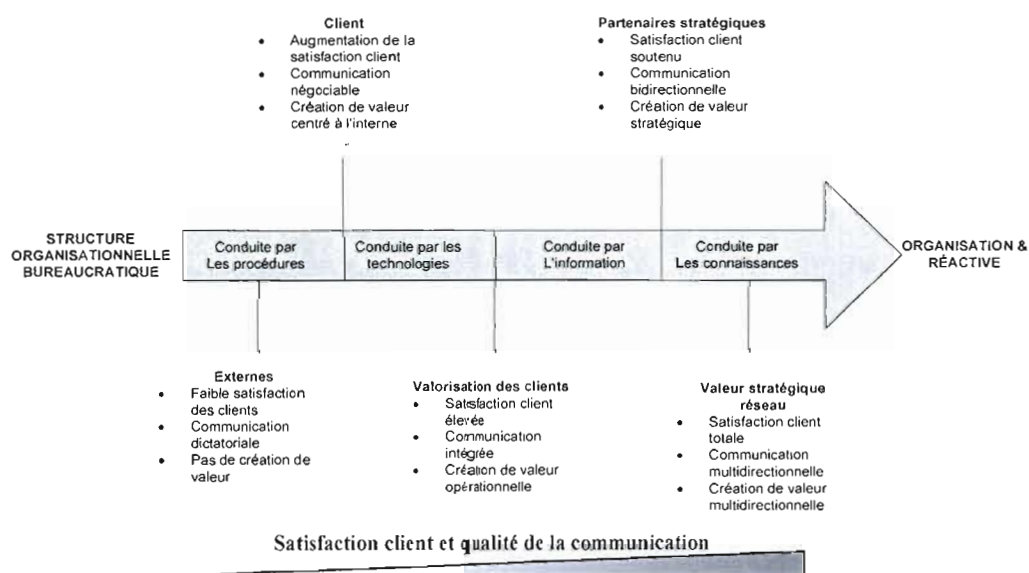 Client
• Augmentation de la
satisfaction client
• Communication
négociable
• Création de valeur
centré à l'interne
Partenaires stratégiques
• Satisfaction client
soutenu
• Communication
bidirectionnelle
• Création de valeur
stratégique
STRUCTURE
ORGANISATIONNELLE
BUREAUCRATIQUE
Conduite par
Les procédures
Conduite par les
technologies
Conduite par
L'information
Conduite par
Les connaissances
ORGANISATION &
RÉACTIVE
Externes
• Faible satisfaction
des clients
• Communication
dictatoriale
• Pas de création de
valeur
Valorisation des clients
• Satisfaction client
élevée
• Communication
intégrée
• Création de valeur
opérationnelle
Valeur stratégique
réseau
• Satisfaction client
totale
• Communication
multidirectionnelle
• Création de valeur
multidirectionnelle
Satisfaction client et qualité de la communication